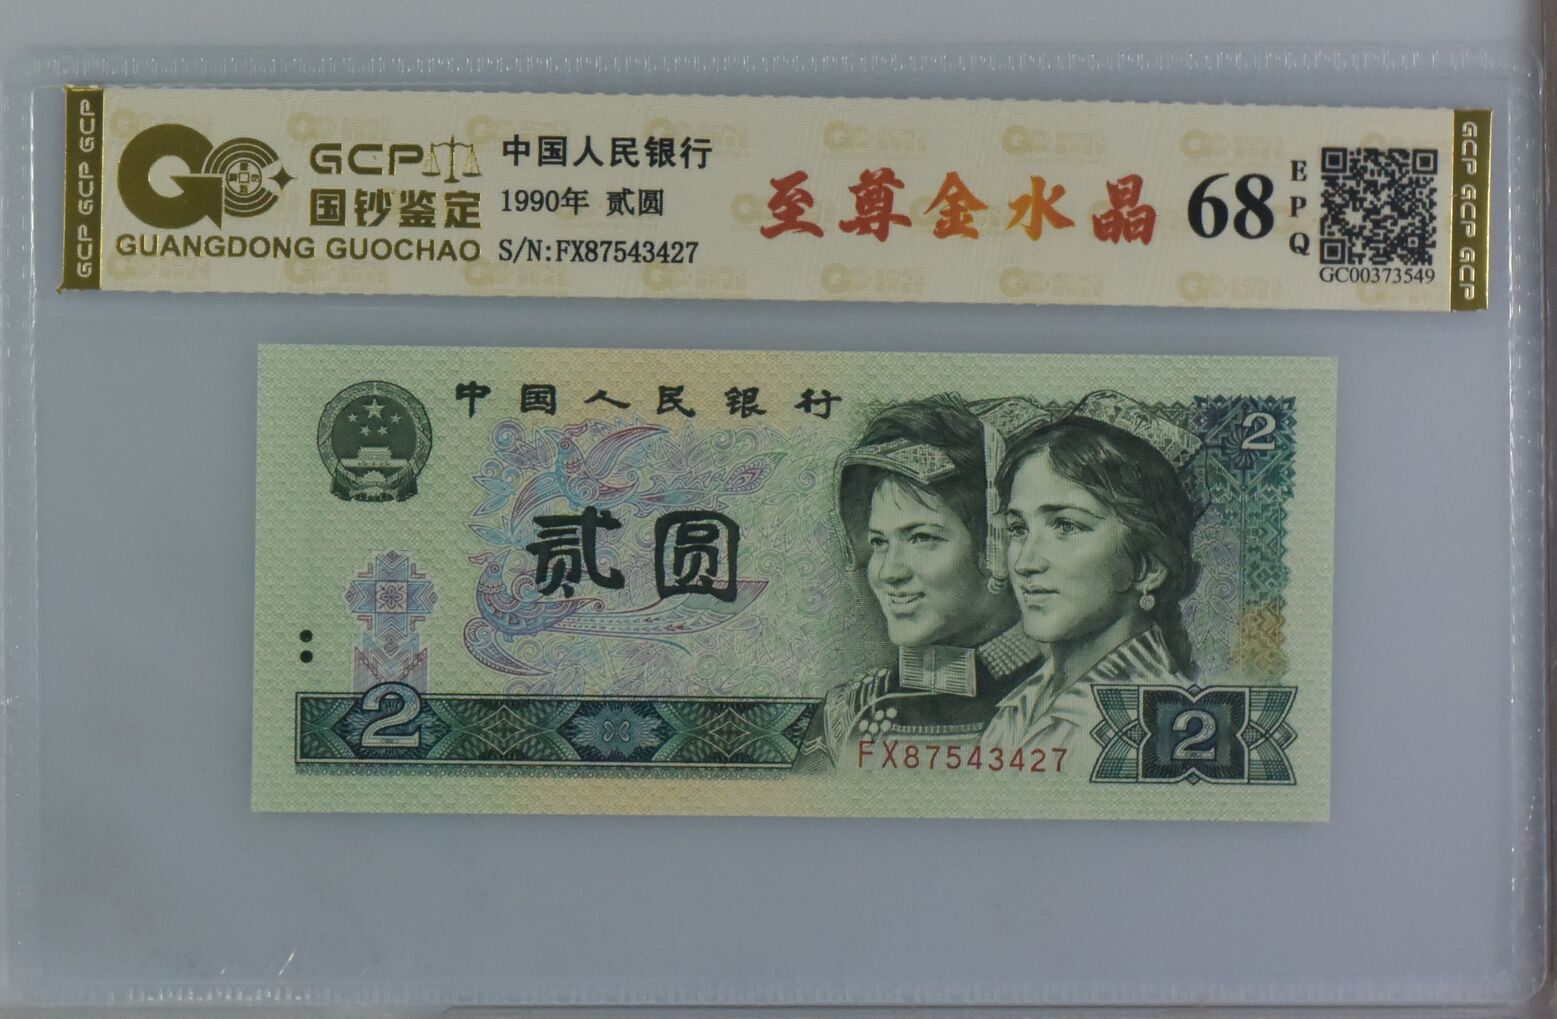 GCP GCP GCP
GCP
国钞鉴定
GUANGDONG GUOCHAO
中国人民银行
1990年 贰圆
S/N:FX87543427
至尊金水晶
68
EPQ
GC00373549
GCP GCP GCP
中国人民银行
2
贰圆
2
FX87543427
2